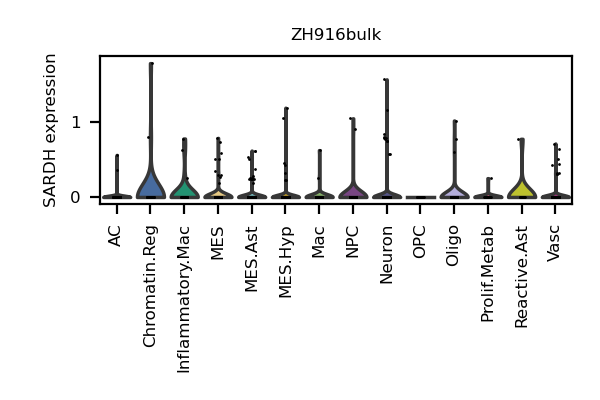 ZH916bulk
SARDH expression
1
0
AC
Chromatin.Reg
Inflammatory.Mac
MES
MES.Ast
MES.Hyp
Mac
NPC
Neuron
OPC
Oligo
Prolif.Metab
Reactive.Ast
Vasc